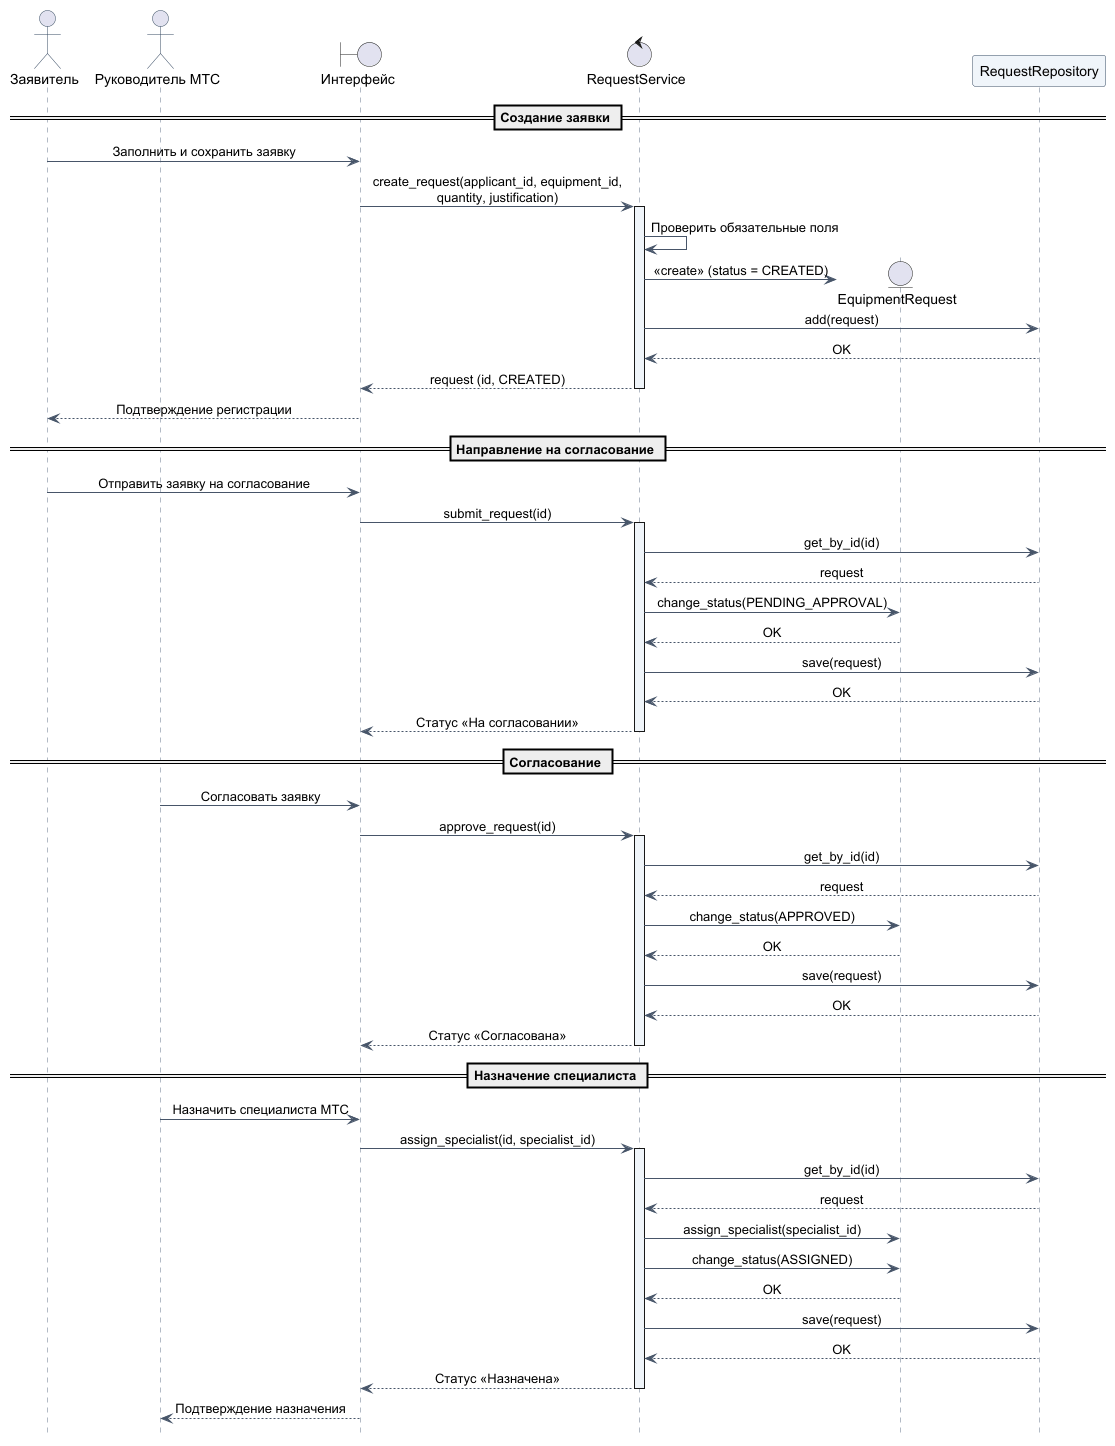 Заявитель
Руководитель МТС
Интерфейс
RequestService
RequestRepository
Создание заявки
Заполнить и сохранить заявку
create_request(applicant_id, equipment_id,
quantity, justification)
Проверить обязательные поля
«create» (status = CREATED)
EquipmentRequest
add(request)
OK
request (id, CREATED)
Подтверждение регистрации
Направление на согласование
Отправить заявку на согласование
submit_request(id)
get_by_id(id)
request
change_status(PENDING_APPROVAL)
OK
save(request)
OK
Статус «На согласовании»
Согласование
Согласовать заявку
approve_request(id)
get_by_id(id)
request
change_status(APPROVED)
OK
save(request)
OK
Статус «Согласована»
Назначение специалиста
Назначить специалиста МТС
assign_specialist(id, specialist_id)
get_by_id(id)
request
assign_specialist(specialist_id)
change_status(ASSIGNED)
OK
save(request)
OK
Статус «Назначена»
Подтверждение назначения